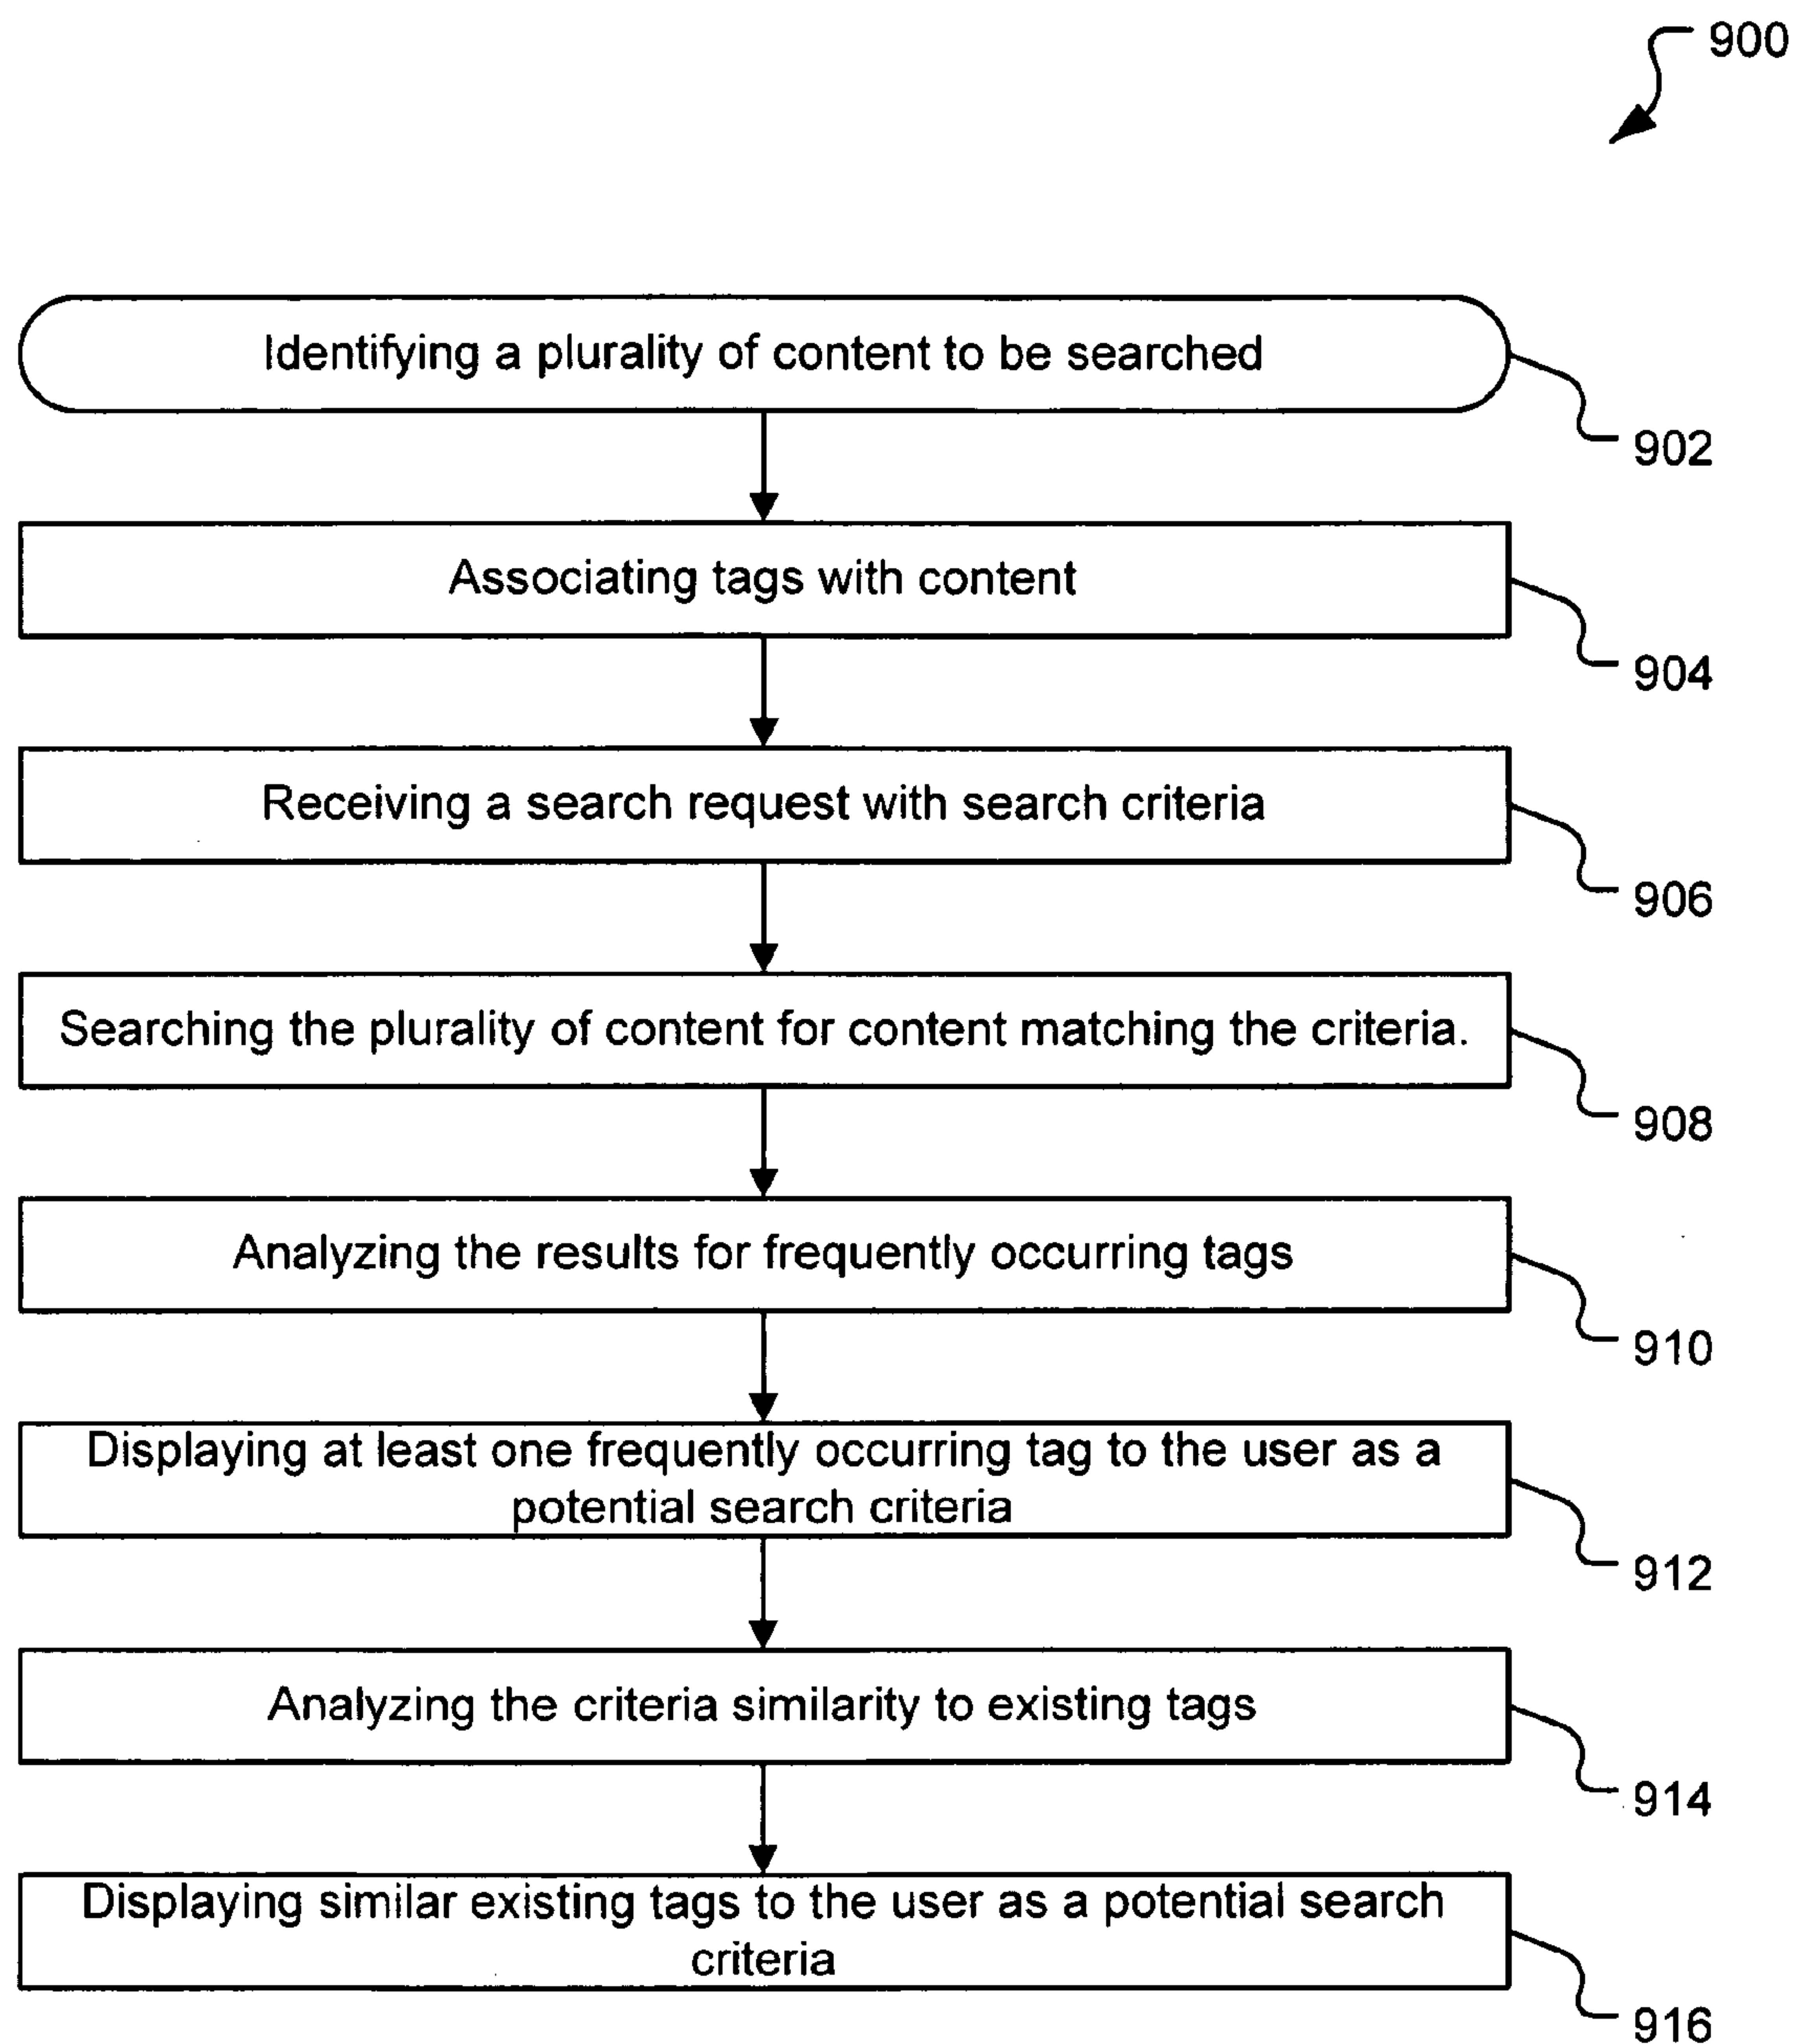 900
Identifying a plurality of content to be searched
902
Associating tags with content
904
Receiving a search request with search criteria
906
Searching the plurality of content for content matching the criteria.
908
Analyzing the results for frequently occurring tags
910
Displaying at least one frequently occurring tag to the user as a
potential search criteria
912
Analyzing the criteria similarity to existing tags
914
Displaying similar existing tags to the user as a potential search
criteria
916